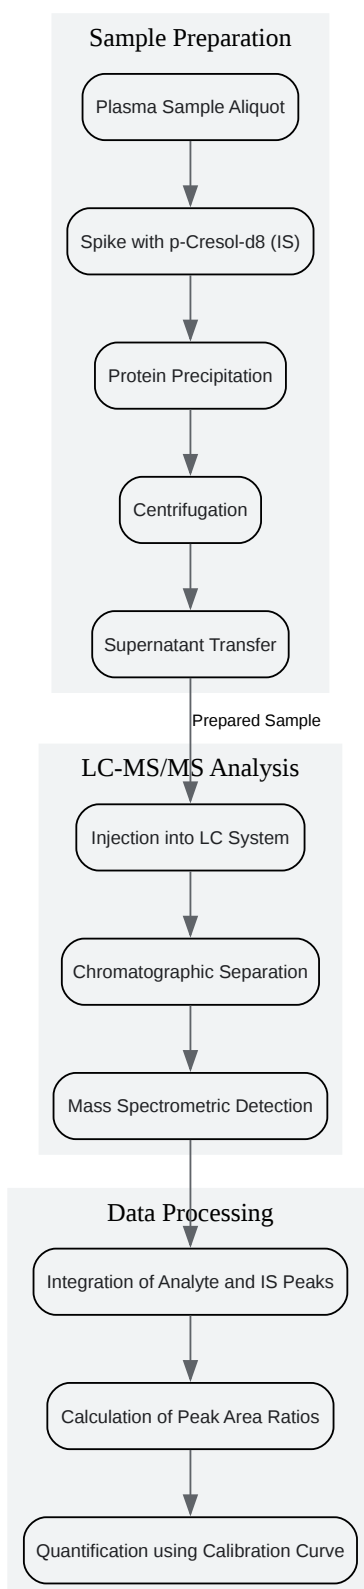 Sample Preparation
Plasma Sample Aliquot
Spike with p-Cresol-d8 (IS)
Protein Precipitation
Centrifugation
Supernatant Transfer
Prepared Sample
LC-MS/MS Analysis
Injection into LC System
Chromatographic Separation
Mass Spectrometric Detection
Data Processing
Integration of Analyte and IS Peaks
Calculation of Peak Area Ratios
Quantification using Calibration Curve